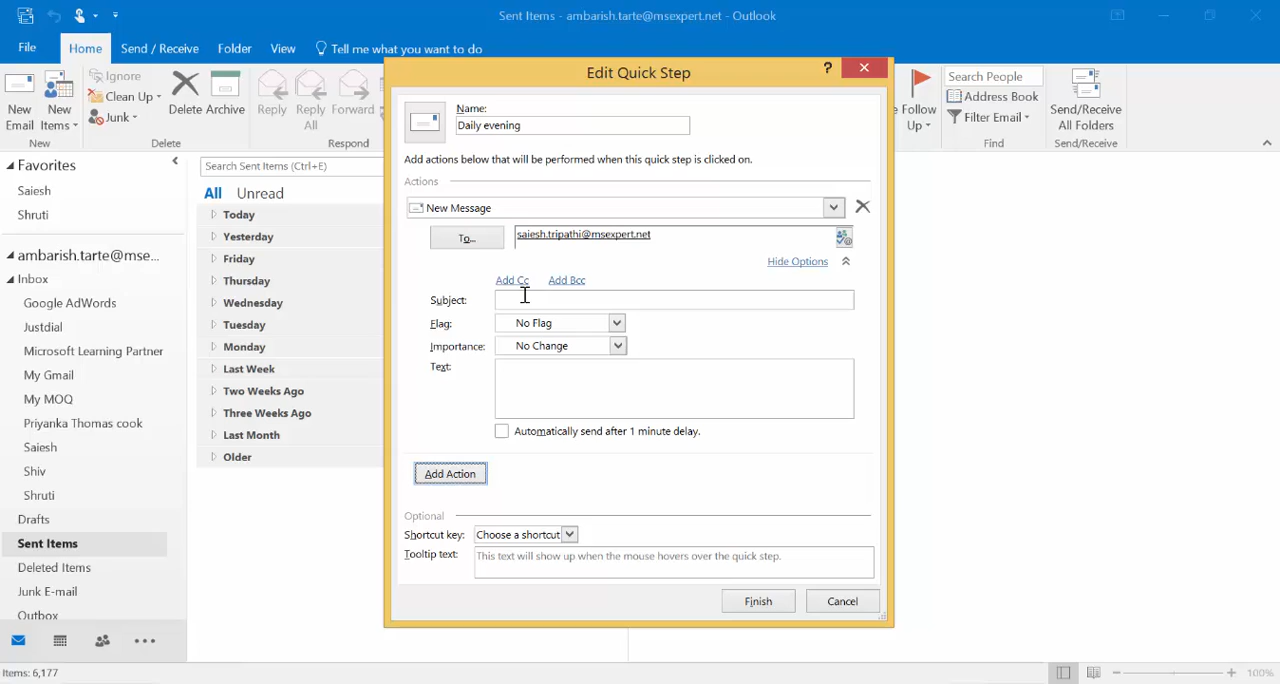 Sent Items - ambarish.tarte@msexpert.net - Outlook
File Home Send / Receive Folder View Tell me what you want to do
New Email
New Items
Ignore
Clean Up
Junk
Delete Archive
Reply
Reply All
Forward
Follow Up
Search People
Address Book
Filter Email
Send/Receive All Folders
New Delete Respond Find Send/Receive
Favorites
Saiesh
Shruti
ambarish.tarte@mse...
Inbox
Google AdWords
Justdial
Microsoft Learning Partner
My Gmail
My MOQ
Priyanka Thomas cook
Saiesh
Shiv
Shruti
Drafts
Sent Items
Deleted Items
Junk E-mail
Outbox
Search Sent Items (Ctrl+E)
All Unread
Today
Yesterday
Friday
Thursday
Wednesday
Tuesday
Monday
Last Week
Two Weeks Ago
Three Weeks Ago
Last Month
Older
Edit Quick Step
?
Name:
Daily evening
Add actions below that will be performed when this quick step is clicked on.
Actions
New Message
To... saiesh.tripathi@msexpert.net
Hide Options
Add Cc Add Bcc
Subject:
Flag: No Flag
Importance: No Change
Text:
Automatically send after 1 minute delay.
Add Action
Optional
Shortcut key: Choose a shortcut
Tooltip text: This text will show up when the mouse hovers over the quick step.
Finish Cancel
Items: 6,177
100%